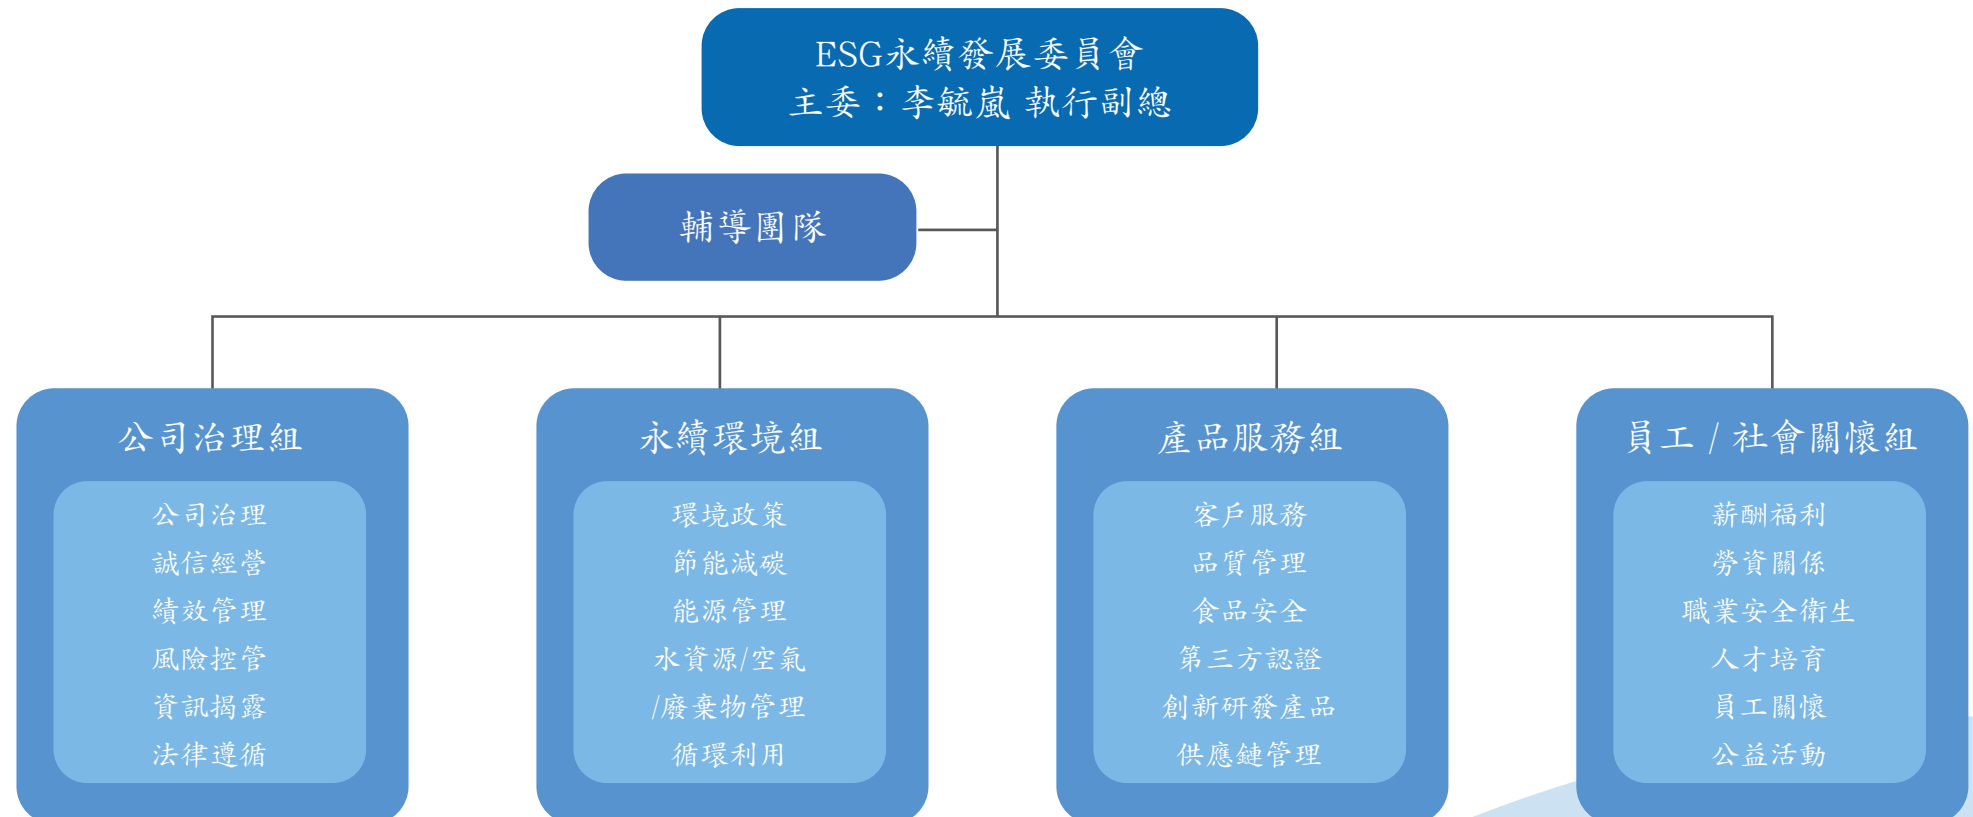 ESG永續發展委員會
主委：李毓嵐 執行副總
輔導團隊
公司治理組
公司治理
誠信經營
績效管理
風險控管
資訊揭露
法律遵循
永續環境組
環境政策
節能減碳
能源管理
水資源/空氣
/廢棄物管理
循環利用
產品服務組
客戶服務
品質管理
食品安全
第三方認證
創新研發產品
供應鏈管理
員工 / 社會關懷組
薪酬福利
勞資關係
職業安全衛生
人才培育
員工關懷
公益活動